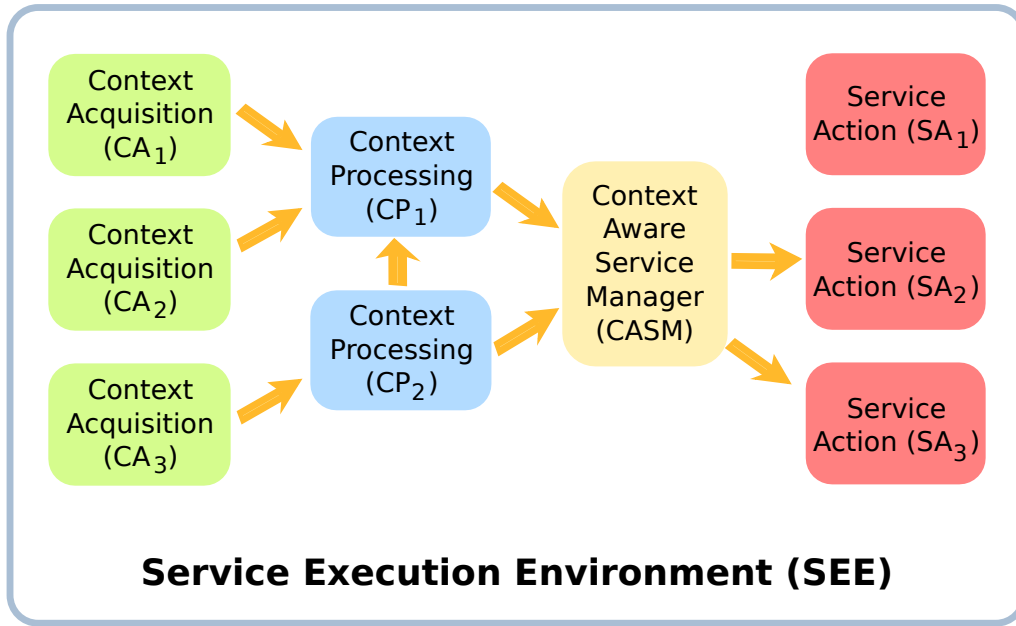 Context
Acquisition
(CA1)
Context
Acquisition
(CA2)
Context
Acquisition
(CA3)
Context
Processing
(CP1)
Context
Processing
(CP2)
Context
Aware
Service
Manager
(CASM)
Service
Action (SA1)
Service
Action (SA2)
Service
Action (SA3)
Service Execution Environment (SEE)